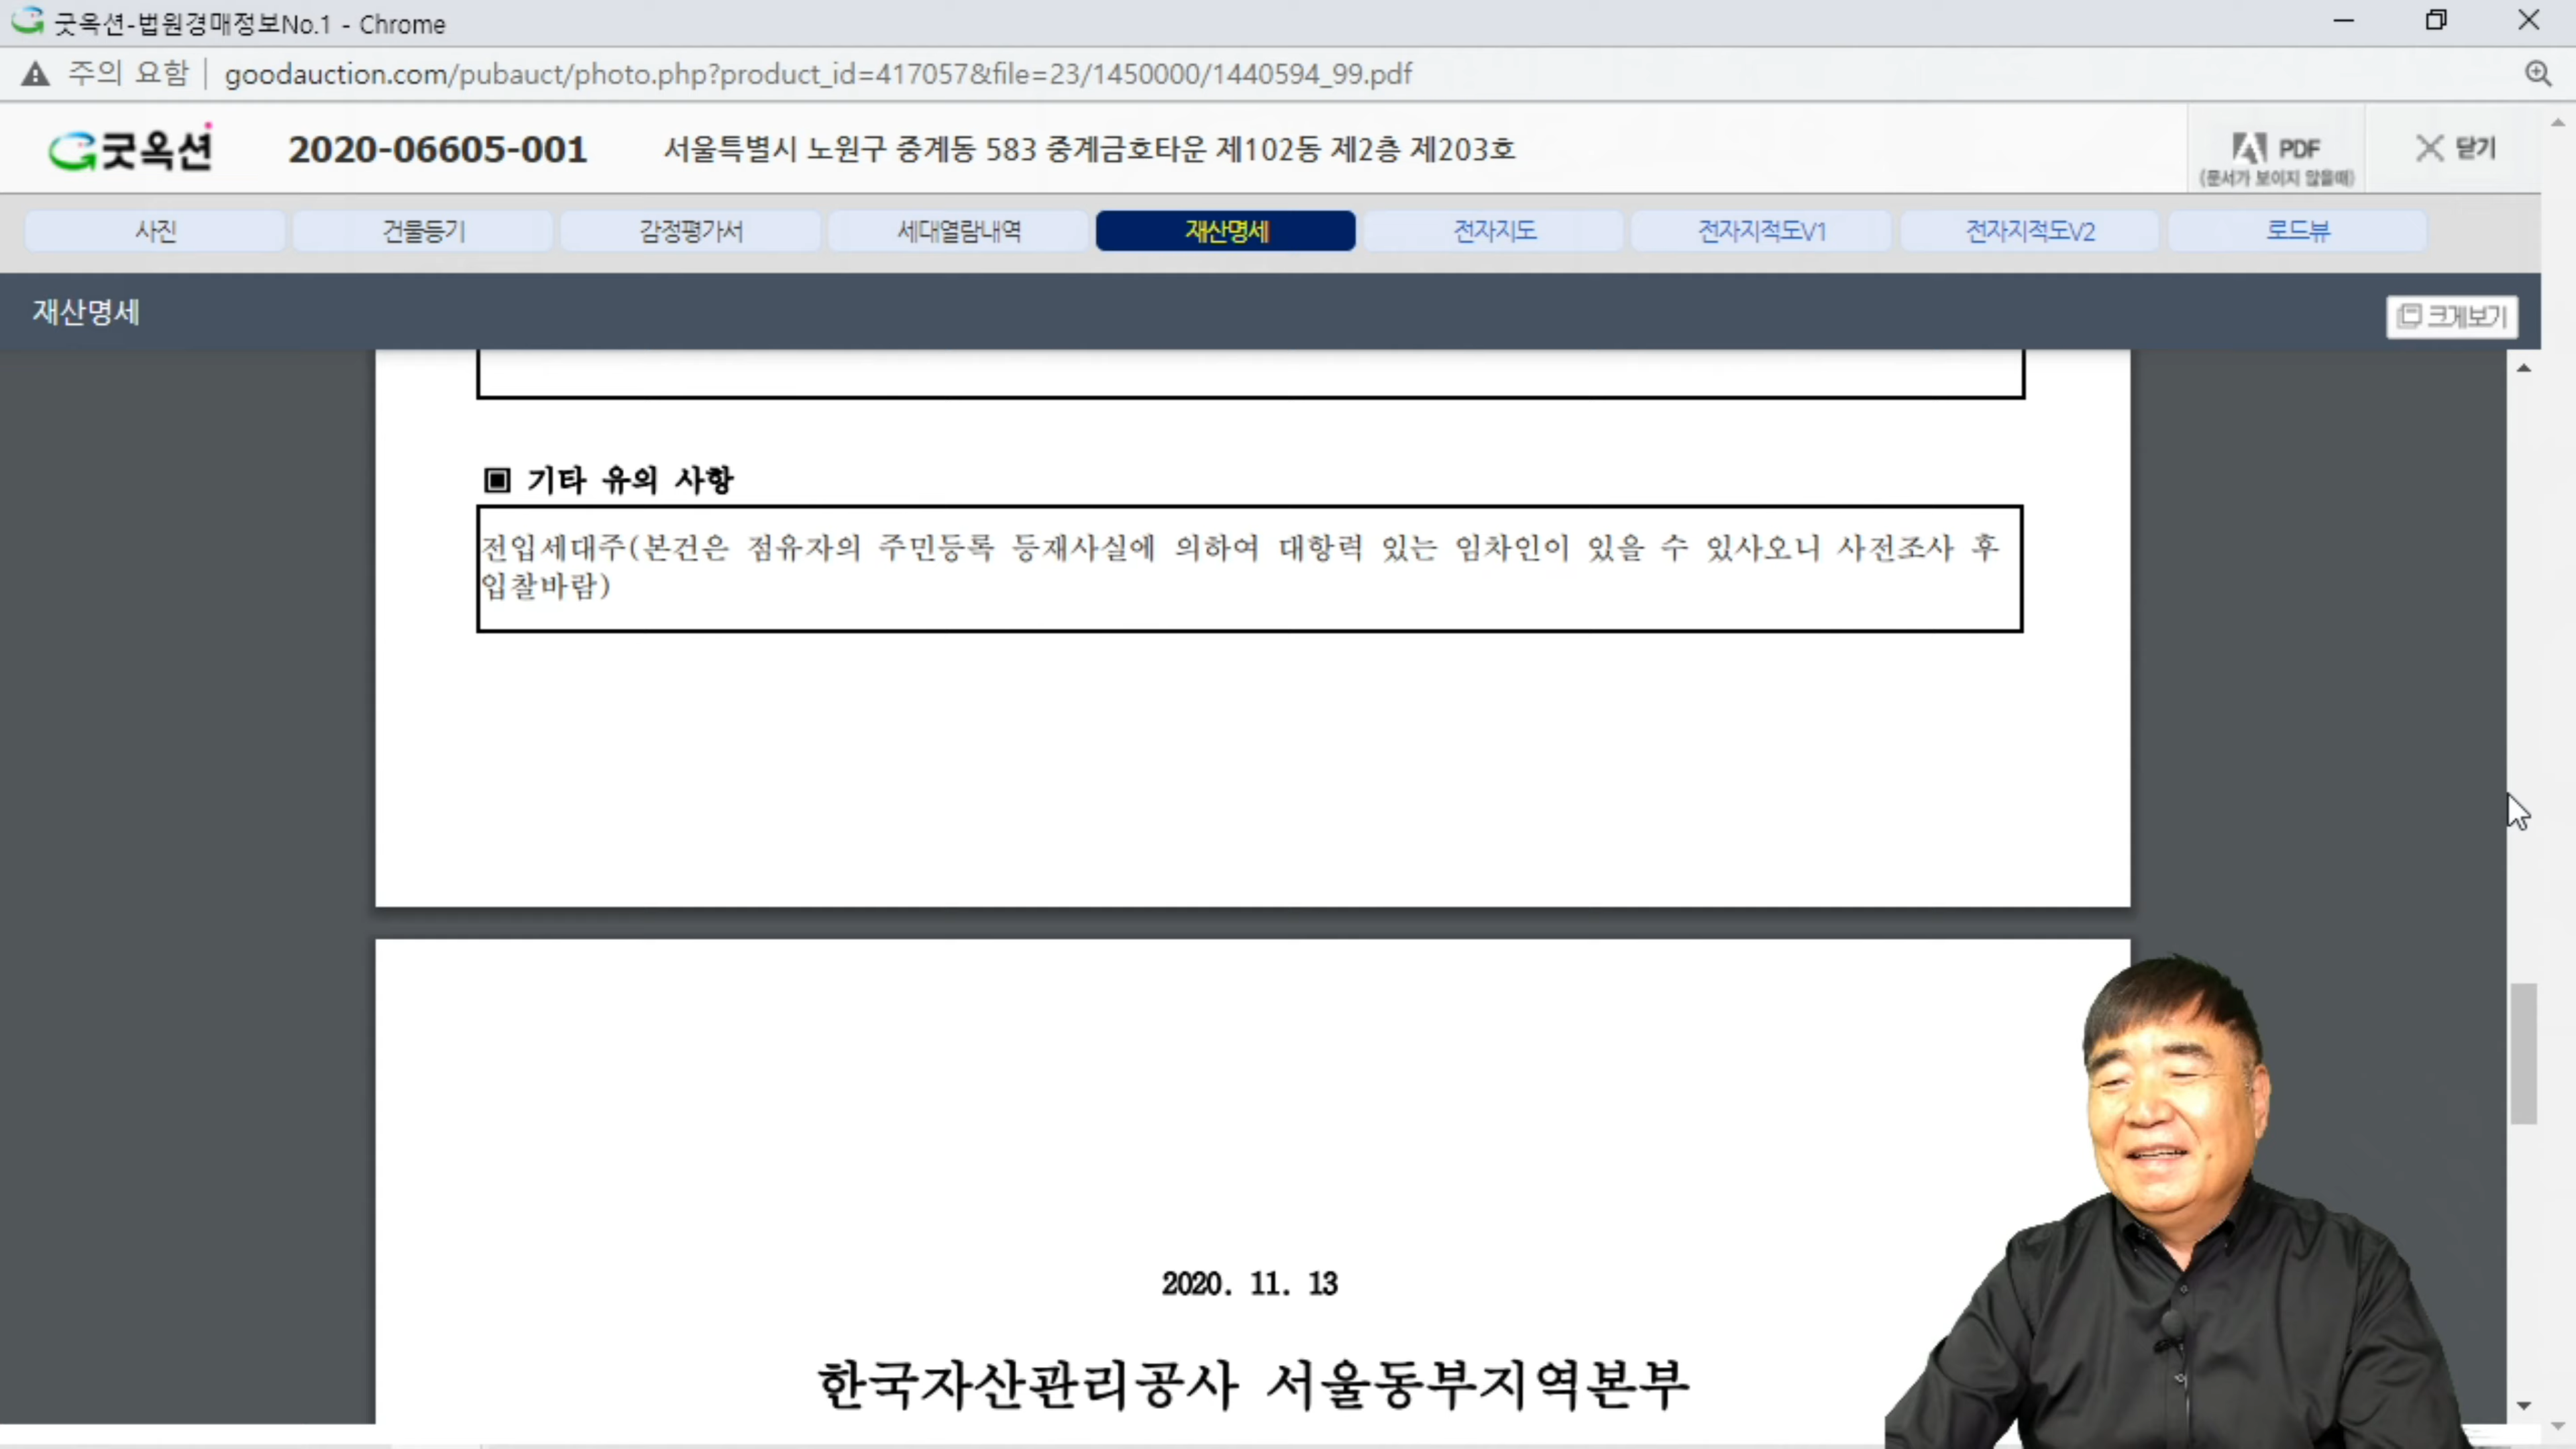 굿옥션-법원경매정보No.1 - Chrome
주의 요함 | goodauction.com/pubauct/photo.php?product_id=417057&file=23/1450000/1440594_99.pdf
굿옥션 2020-06605-001 서울특별시 노원구 중계동 583 중계금호타운 제102동 제2층 제203호 PDF 닫기
(문서가 보이지 않을때)
사진 건물등기 감정평가서 세대열람내역 재산명세 전자지도 전자지적도V1 전자지적도V2 로드뷰
재산명세 크게보기
▣ 기타 유의 사항
전입세대주(본건은 점유자의 주민등록 등재사실에 의하여 대항력 있는 임차인이 있을 수 있사오니 사전조사 후
입찰바람)
2020. 11. 13
한국자산관리공사 서울동부지역본부